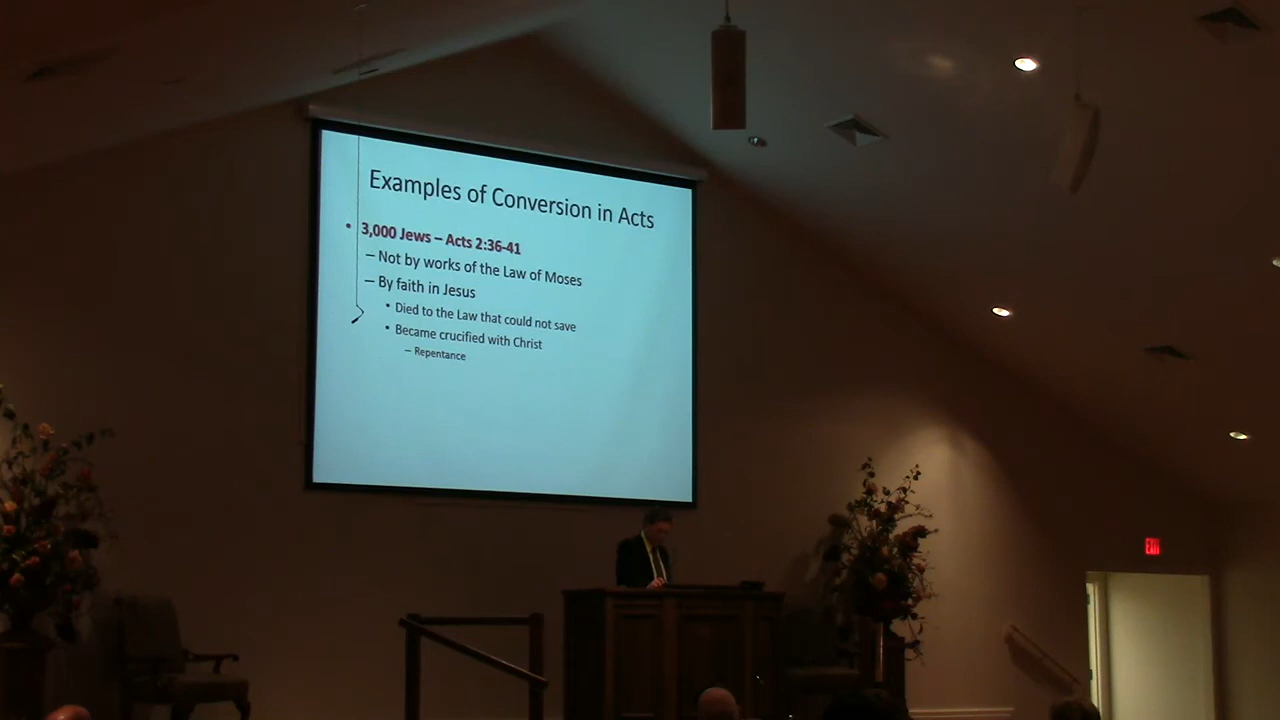 Examples of Conversion in Acts
• 3,000 Jews – Acts 2:36-41
– Not by works of the Law of Moses
– By faith in Jesus
• Died to the Law that could not save
• Became crucified with Christ
– Repentance
EXIT